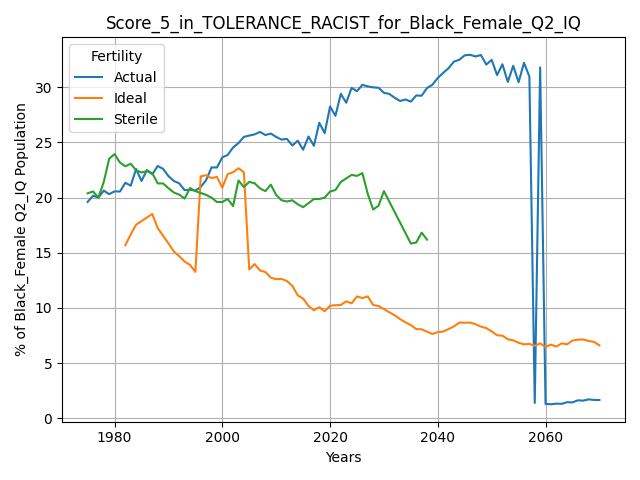 Score_5_in_TOLERANCE_RACIST_for_Black_Female_Q2_IQ
Fertility
Actual
Ideal
Sterile
% of Black_Female Q2_IQ Population
30
25
20
15
10
5
0
1980
2000
2020
2040
2060
Years